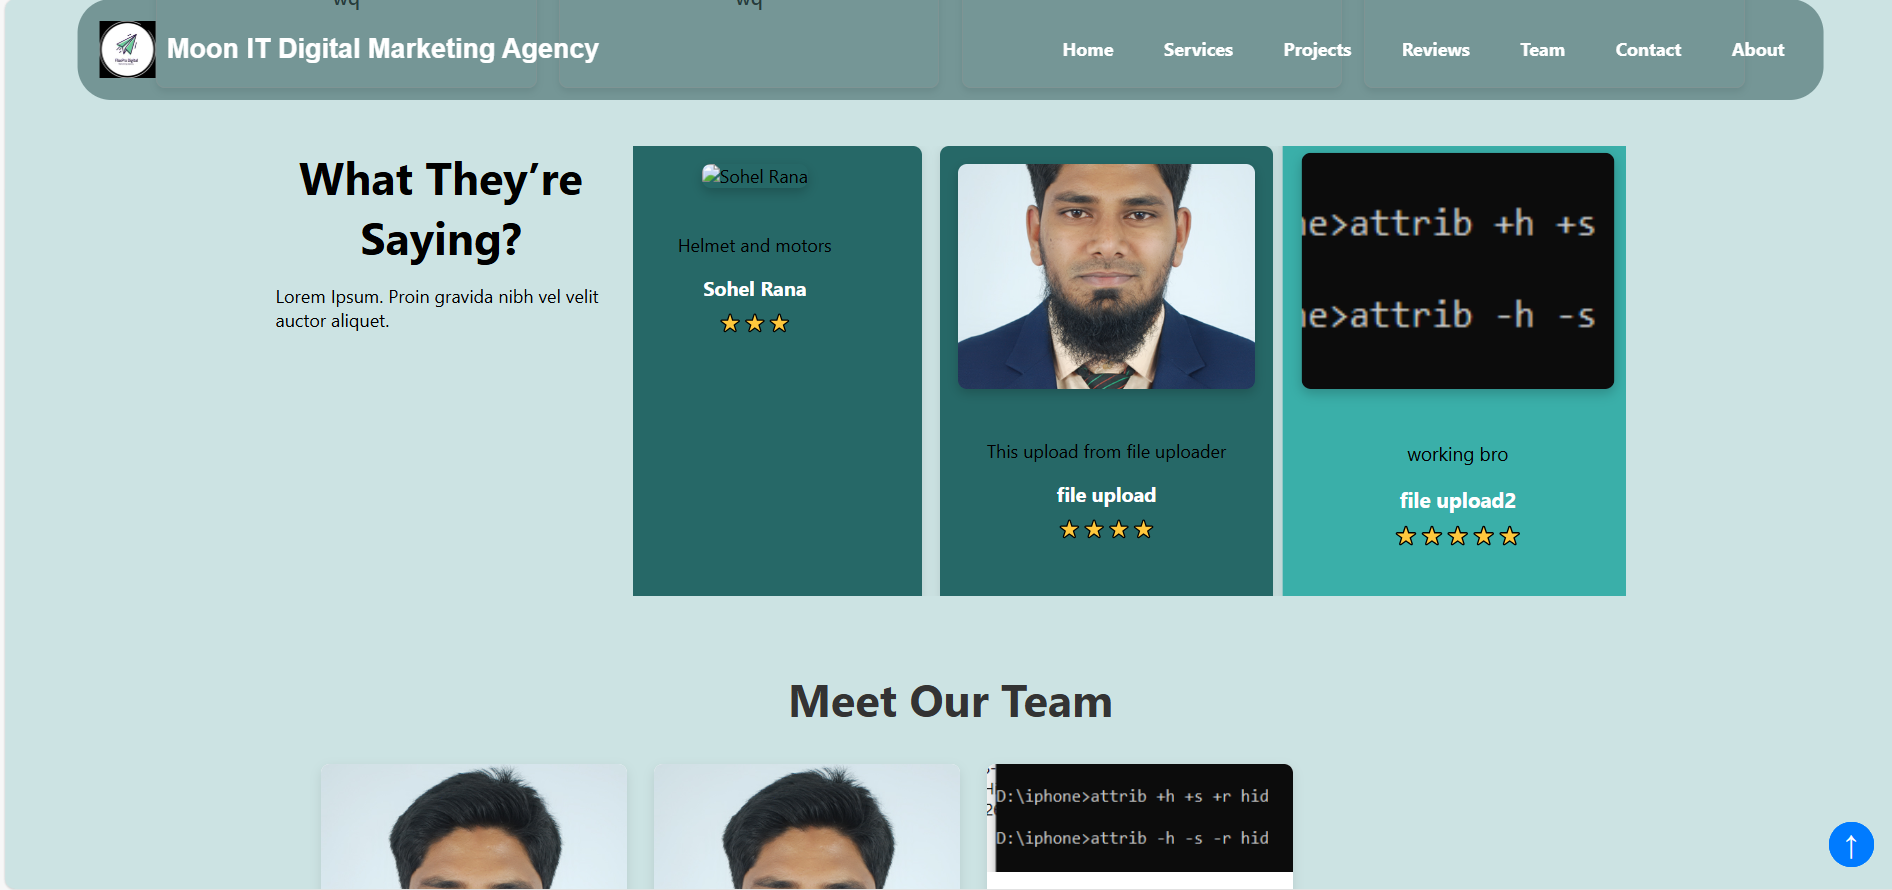 wq
wq
Moon IT Digital Marketing Agency
Home
Services
Projects
Reviews
Team
Contact
About
What They’re
Saying?
Lorem Ipsum. Proin gravida nibh vel velit
auctor aliquet.
Sohel Rana
Helmet and motors
Sohel Rana
This upload from file uploader
file upload
ne>attrib +h +s
ne>attrib -h -s
working bro
file upload2
Meet Our Team
D:\iphone>attrib +h +s +r hid
D:\iphone>attrib -h -s -r hid